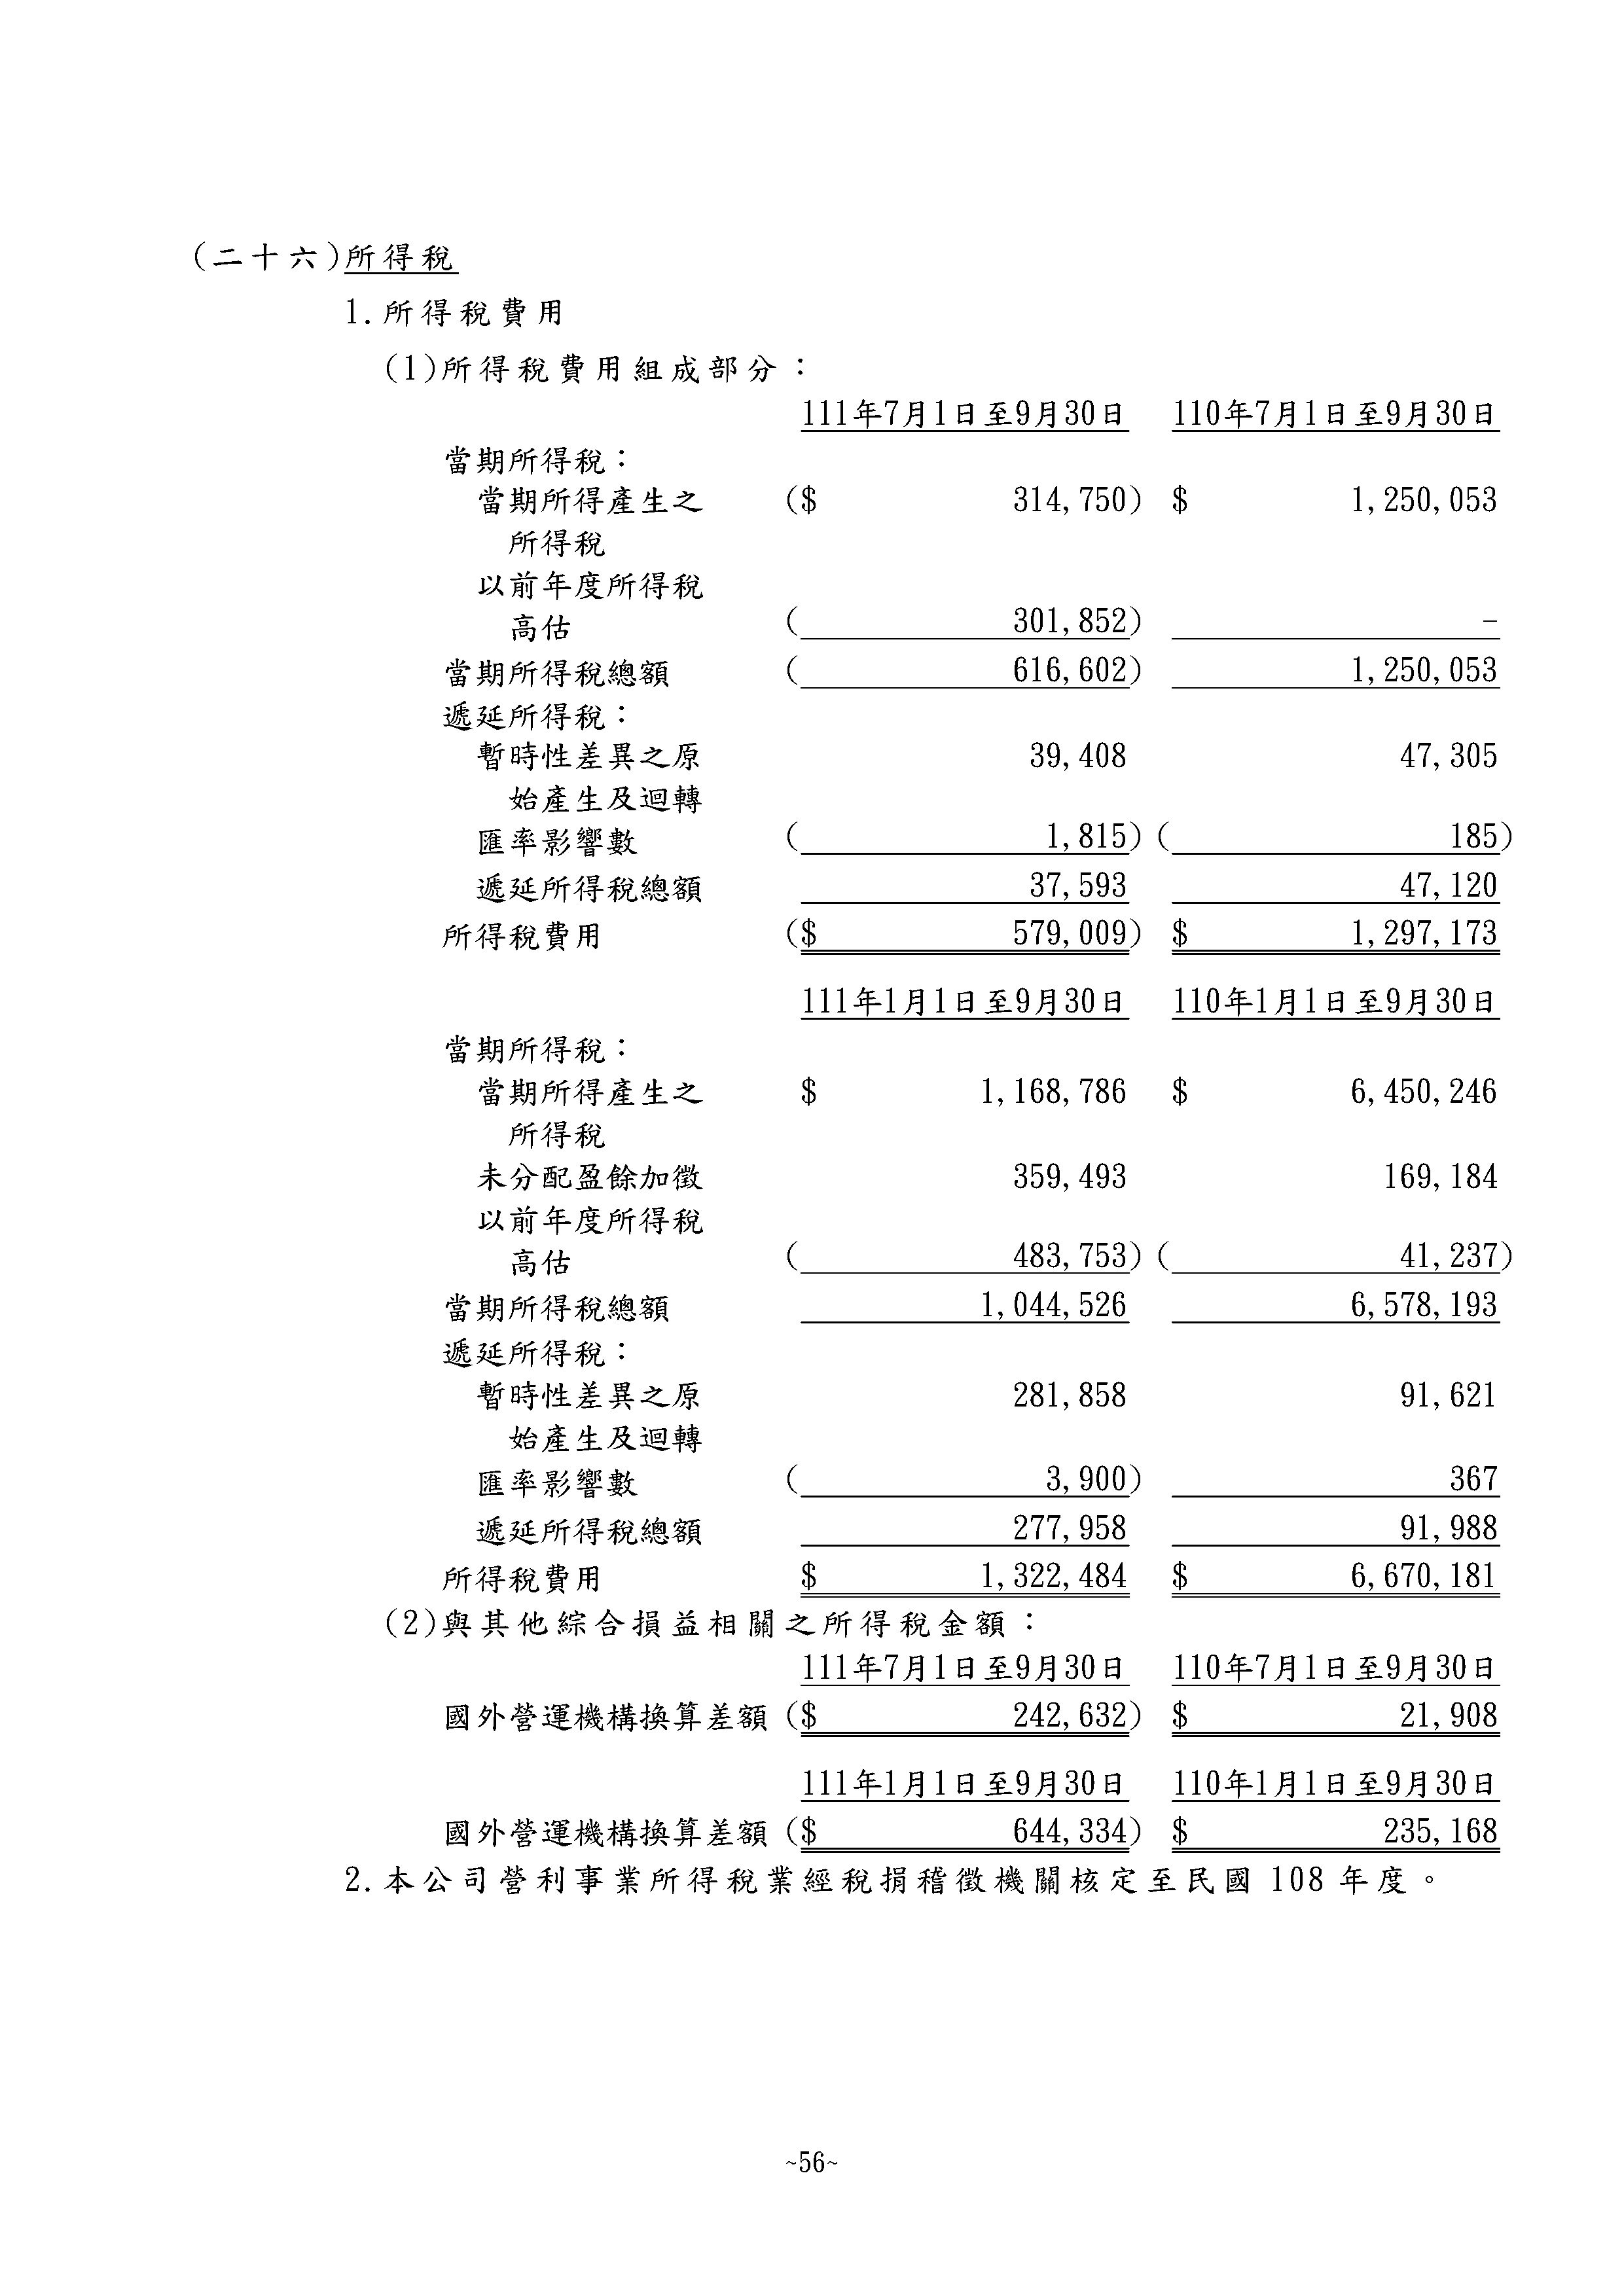 (二十六)所得稅
1.所得稅費用
(1)所得稅費用組成部分：
111年7月1日至9月30日 110年7月1日至9月30日
當期所得稅：
當期所得產生之 ($ 314,750) $ 1,250,053
所得稅
以前年度所得稅
高估 ( 301,852) -
當期所得稅總額 ( 616,602) 1,250,053
遞延所得稅：
暫時性差異之原 39,408 47,305
始產生及迴轉
匯率影響數 ( 1,815) ( 185)
遞延所得稅總額 37,593 47,120
所得稅費用 ($ 579,009) $ 1,297,173
111年1月1日至9月30日 110年1月1日至9月30日
當期所得稅：
當期所得產生之 $ 1,168,786 $ 6,450,246
所得稅
未分配盈餘加徵 359,493 169,184
以前年度所得稅
高估 ( 483,753) ( 41,237)
當期所得稅總額 1,044,526 6,578,193
遞延所得稅：
暫時性差異之原 281,858 91,621
始產生及迴轉
匯率影響數 ( 3,900) 367
遞延所得稅總額 277,958 91,988
所得稅費用 $ 1,322,484 $ 6,670,181
(2)與其他綜合損益相關之所得稅金額：
111年7月1日至9月30日 110年7月1日至9月30日
國外營運機構換算差額 ($ 242,632) $ 21,908
111年1月1日至9月30日 110年1月1日至9月30日
國外營運機構換算差額 ($ 644,334) $ 235,168
2.本公司營利事業所得稅業經稅捐稽徵機關核定至民國 108 年度。
~56~